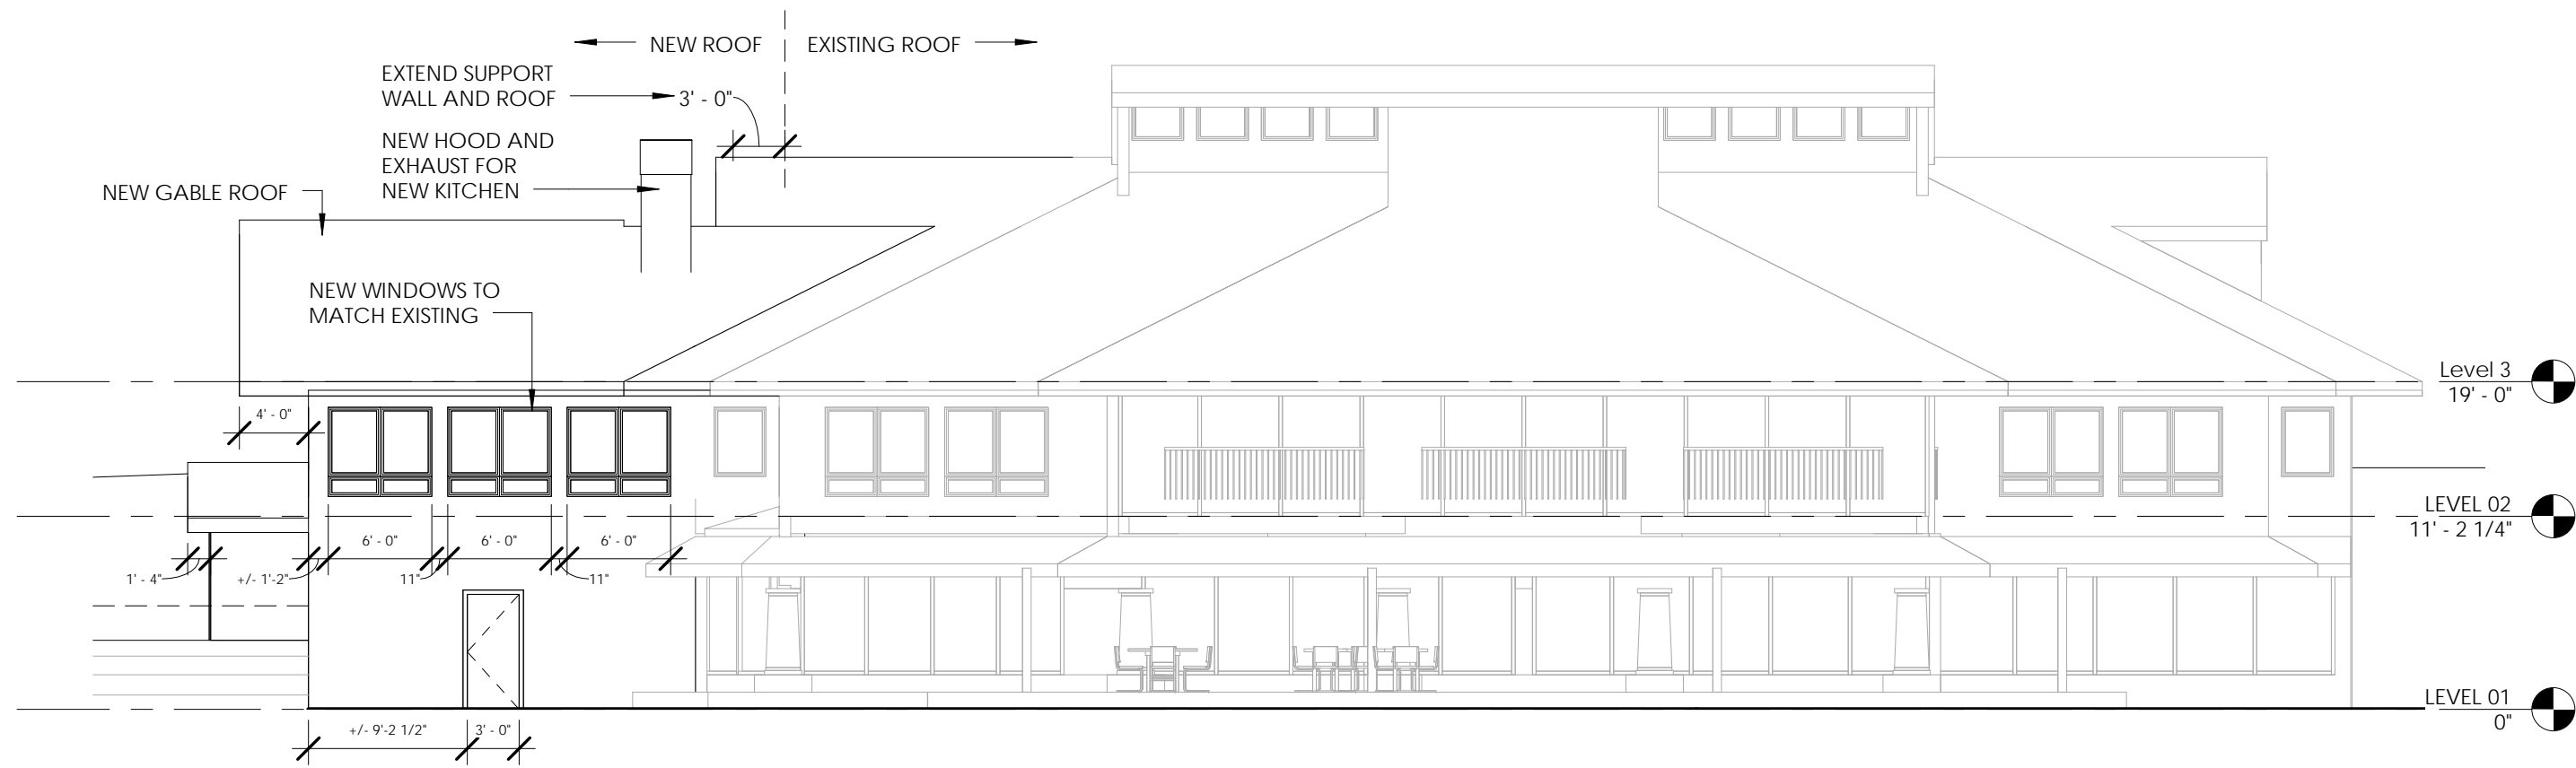 NEW ROOF
EXISTING ROOF
EXTEND SUPPORT
WALL AND ROOF
3' - 0"
NEW HOOD AND
EXHAUST FOR
NEW KITCHEN
NEW GABLE ROOF
NEW WINDOWS TO
MATCH EXISTING
Level 3
19' - 0"
4' - 0"
LEVEL 02
11' - 2 1/4"
6' - 0"
6' - 0"
6' - 0"
1' - 4"
+/- 1'-2"
11"
11"
LEVEL 01
0"
+/- 9'-2 1/2"
3' - 0"